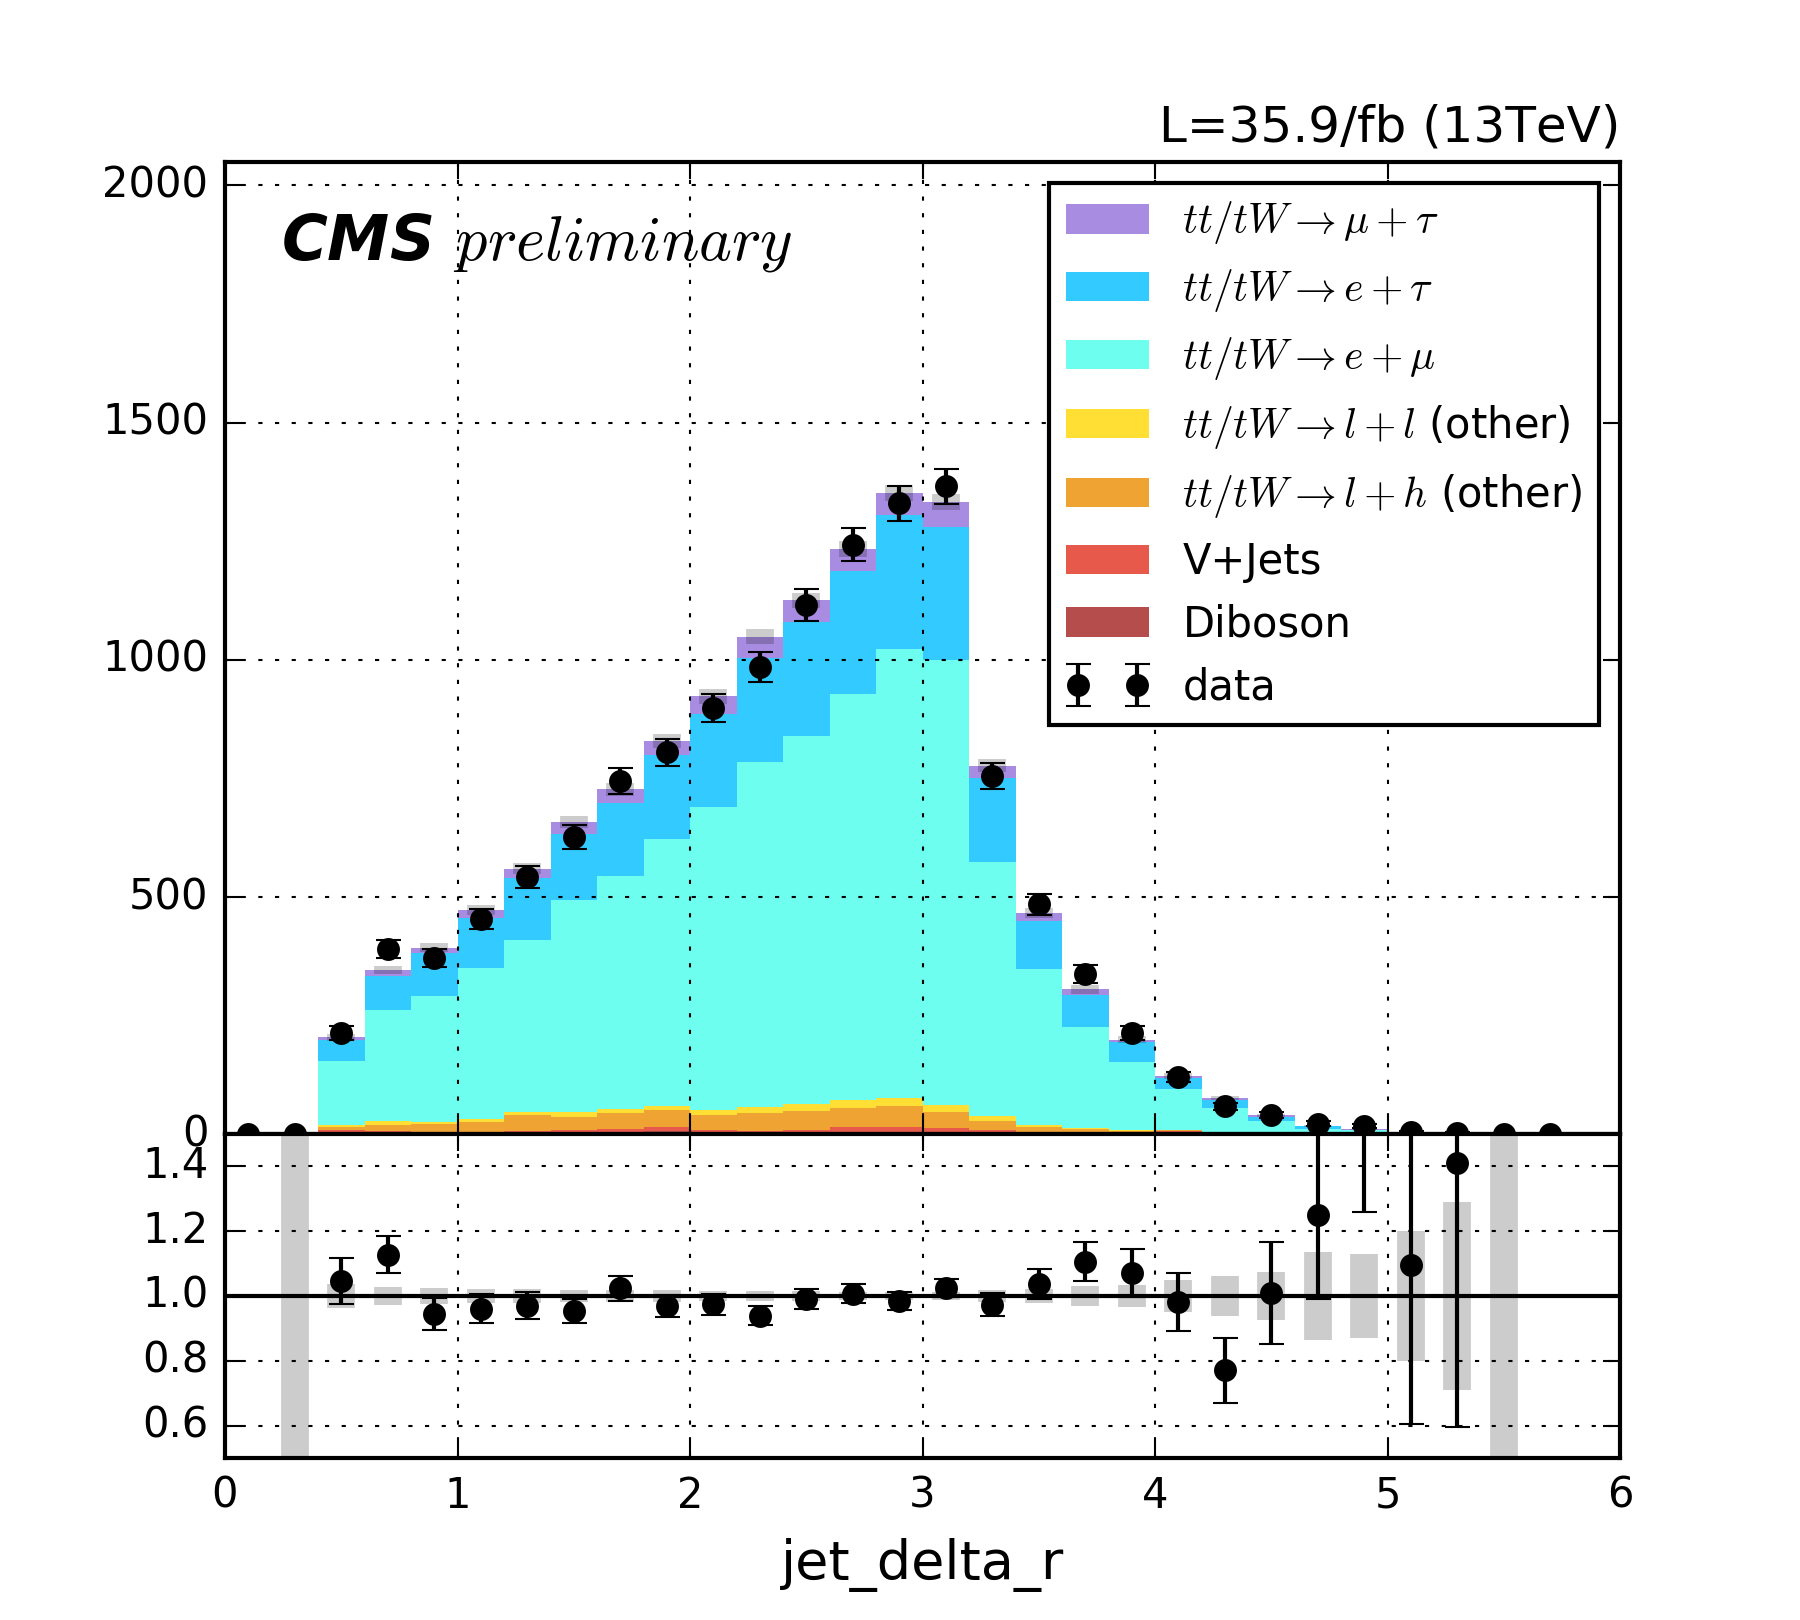 L=35.9/fb (13TeV)
CMS preliminary
2000
1500
1000
500
0
tt/tW→μ+τ
tt/tW→e+τ
tt/tW→e+μ
tt/tW→l+l (other)
tt/tW→l+h (other)
V+Jets
Diboson
data
1.4
1.2
1.0
0.8
0.6
0 1 2 3 4 5 6
jet_delta_r